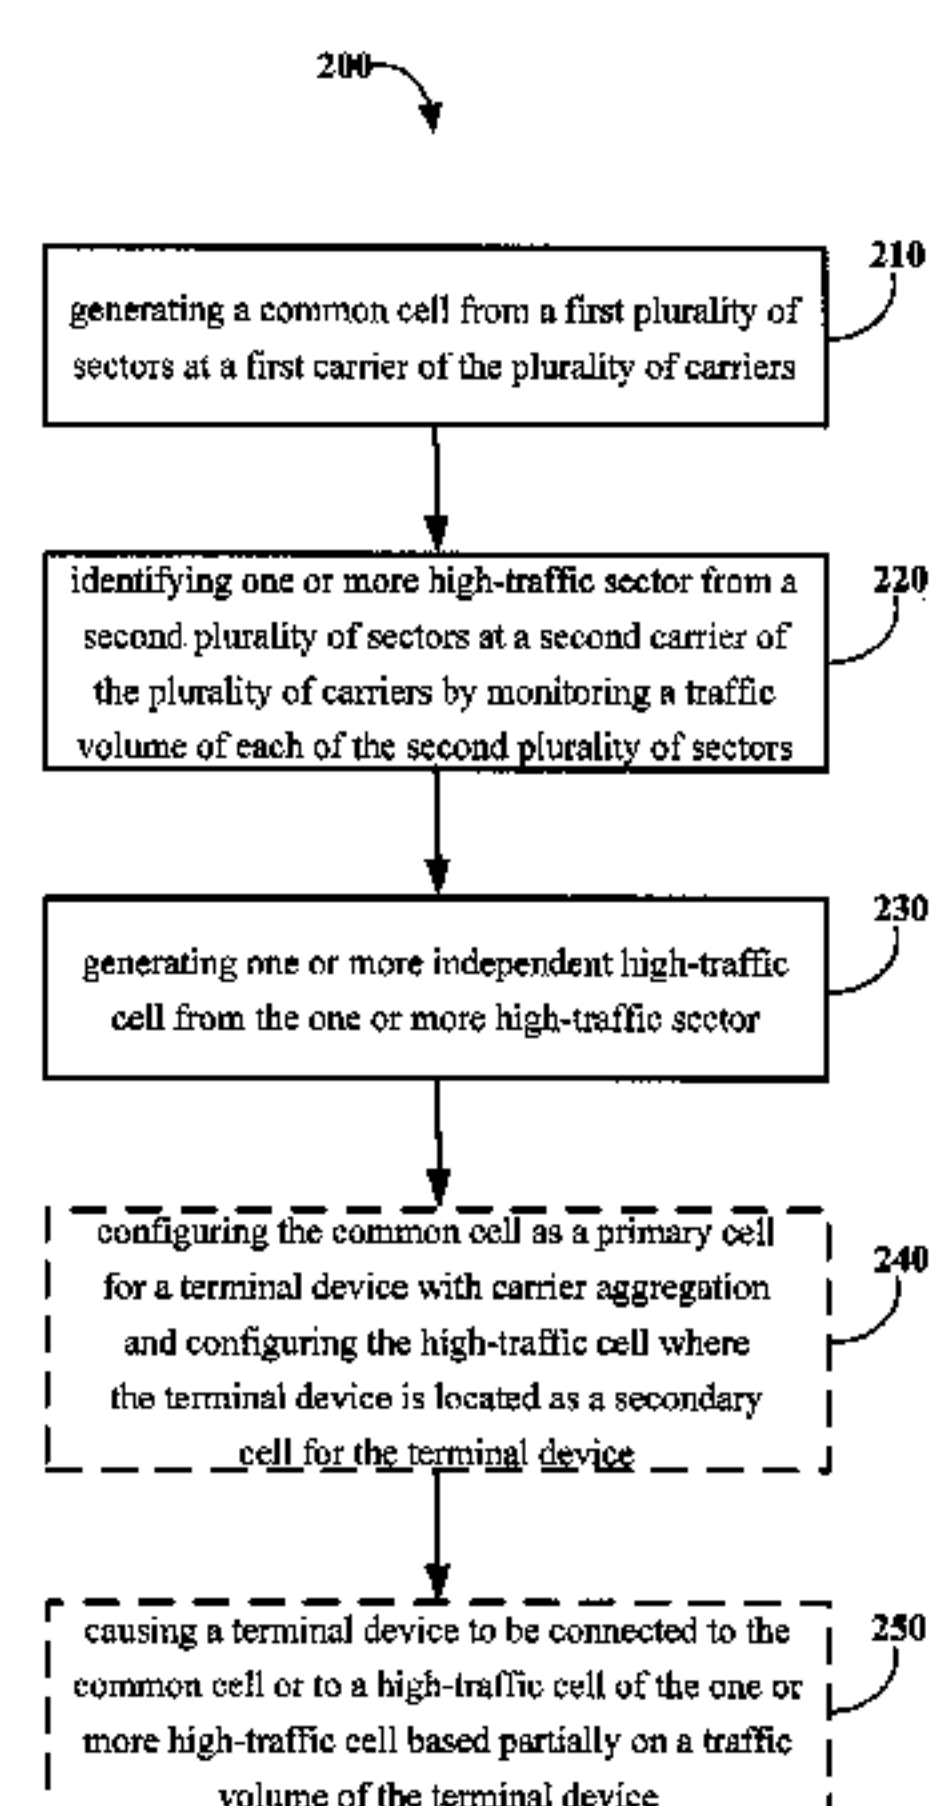 200
210
generating a common cell from a first plurality of
sectors at a first carrier of the plurality of carriers
220
identifying one or more high-traffic sector from a
second plurality of sectors at a second carrier of
the plurality of carriers by monitoring a traffic
volume of each of the second plurality of sectors
230
generating one or more independent high-traffic
cell from the one or more high-traffic sector
240
configuring the common cell as a primary cell
for a terminal device with carrier aggregation
and configuring the high-traffic cell where
the terminal device is located as a secondary
cell for the terminal device
250
causing a terminal device to be connected to the
common cell or to a high-traffic cell of the one or
more high-traffic cell based partially on a traffic
volume of the terminal device